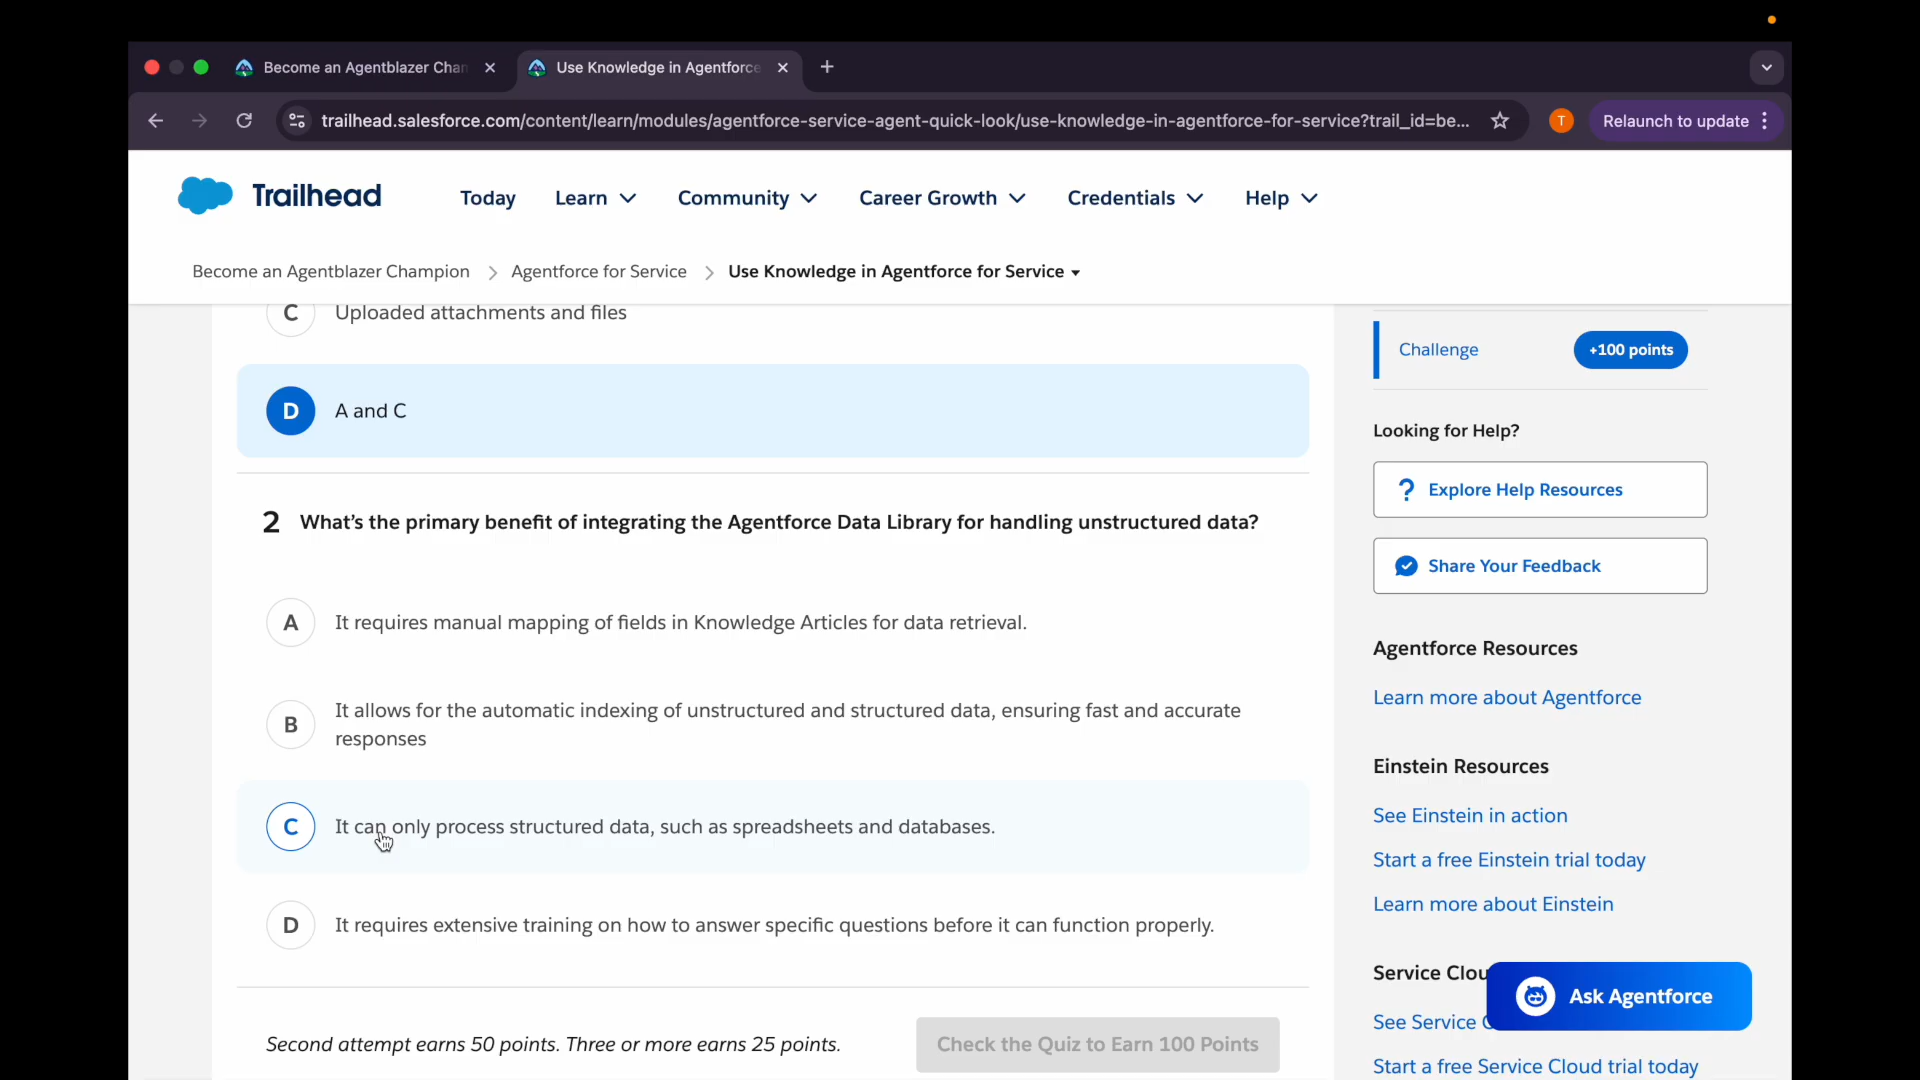 Become an Agentblazer Chan
Use Knowledge in Agentforce
trailhead.salesforce.com/content/learn/modules/agentforce-service-agent-quick-look/use-knowledge-in-agentforce-for-service?trail_id=be...
T
Relaunch to update
Trailhead
Today
Learn
Community
Career Growth
Credentials
Help
Become an Agentblazer Champion > Agentforce for Service > Use Knowledge in Agentforce for Service
C Uploaded attachments and files
D A and C
2 What's the primary benefit of integrating the Agentforce Data Library for handling unstructured data?
A It requires manual mapping of fields in Knowledge Articles for data retrieval.
B It allows for the automatic indexing of unstructured and structured data, ensuring fast and accurate
responses
C It can only process structured data, such as spreadsheets and databases.
D It requires extensive training on how to answer specific questions before it can function properly.
Second attempt earns 50 points. Three or more earns 25 points.
Check the Quiz to Earn 100 Points
Challenge
+100 points
Looking for Help?
? Explore Help Resources
Share Your Feedback
Agentforce Resources
Learn more about Agentforce
Einstein Resources
See Einstein in action
Start a free Einstein trial today
Learn more about Einstein
Service Clou
See Service
Ask Agentforce
Start a free Service Cloud trial today